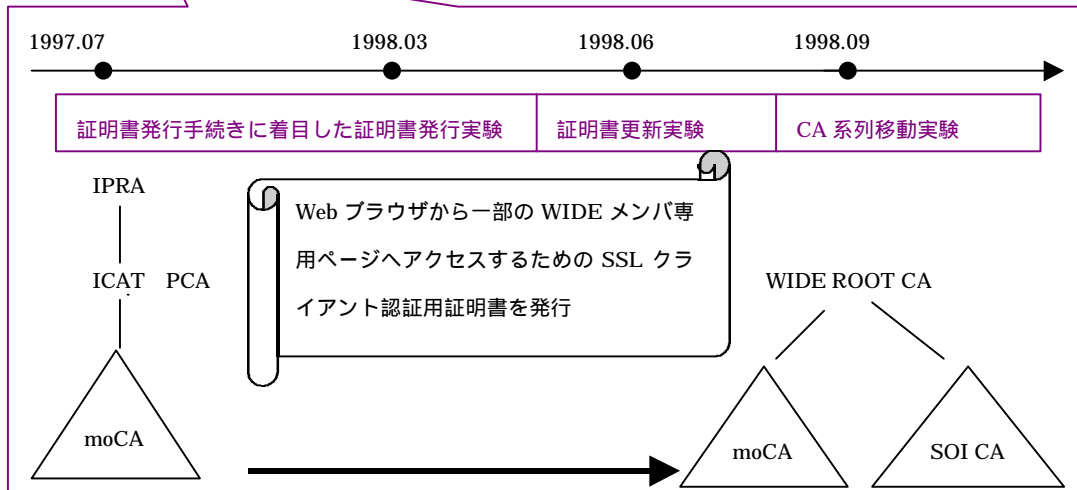 1997.07 1998.03 1998.06 1998.09
証明書発行手続きに着目した証明書発行実験 証明書更新実験 CA 系列移動実験
IPRA
ICAT PCA
moCA
Web ブラウザから一部の WIDE メンバ専
用ページへアクセスするための SSL クラ
イアント認証用証明書を発行
WIDE ROOT CA
moCA SOI CA